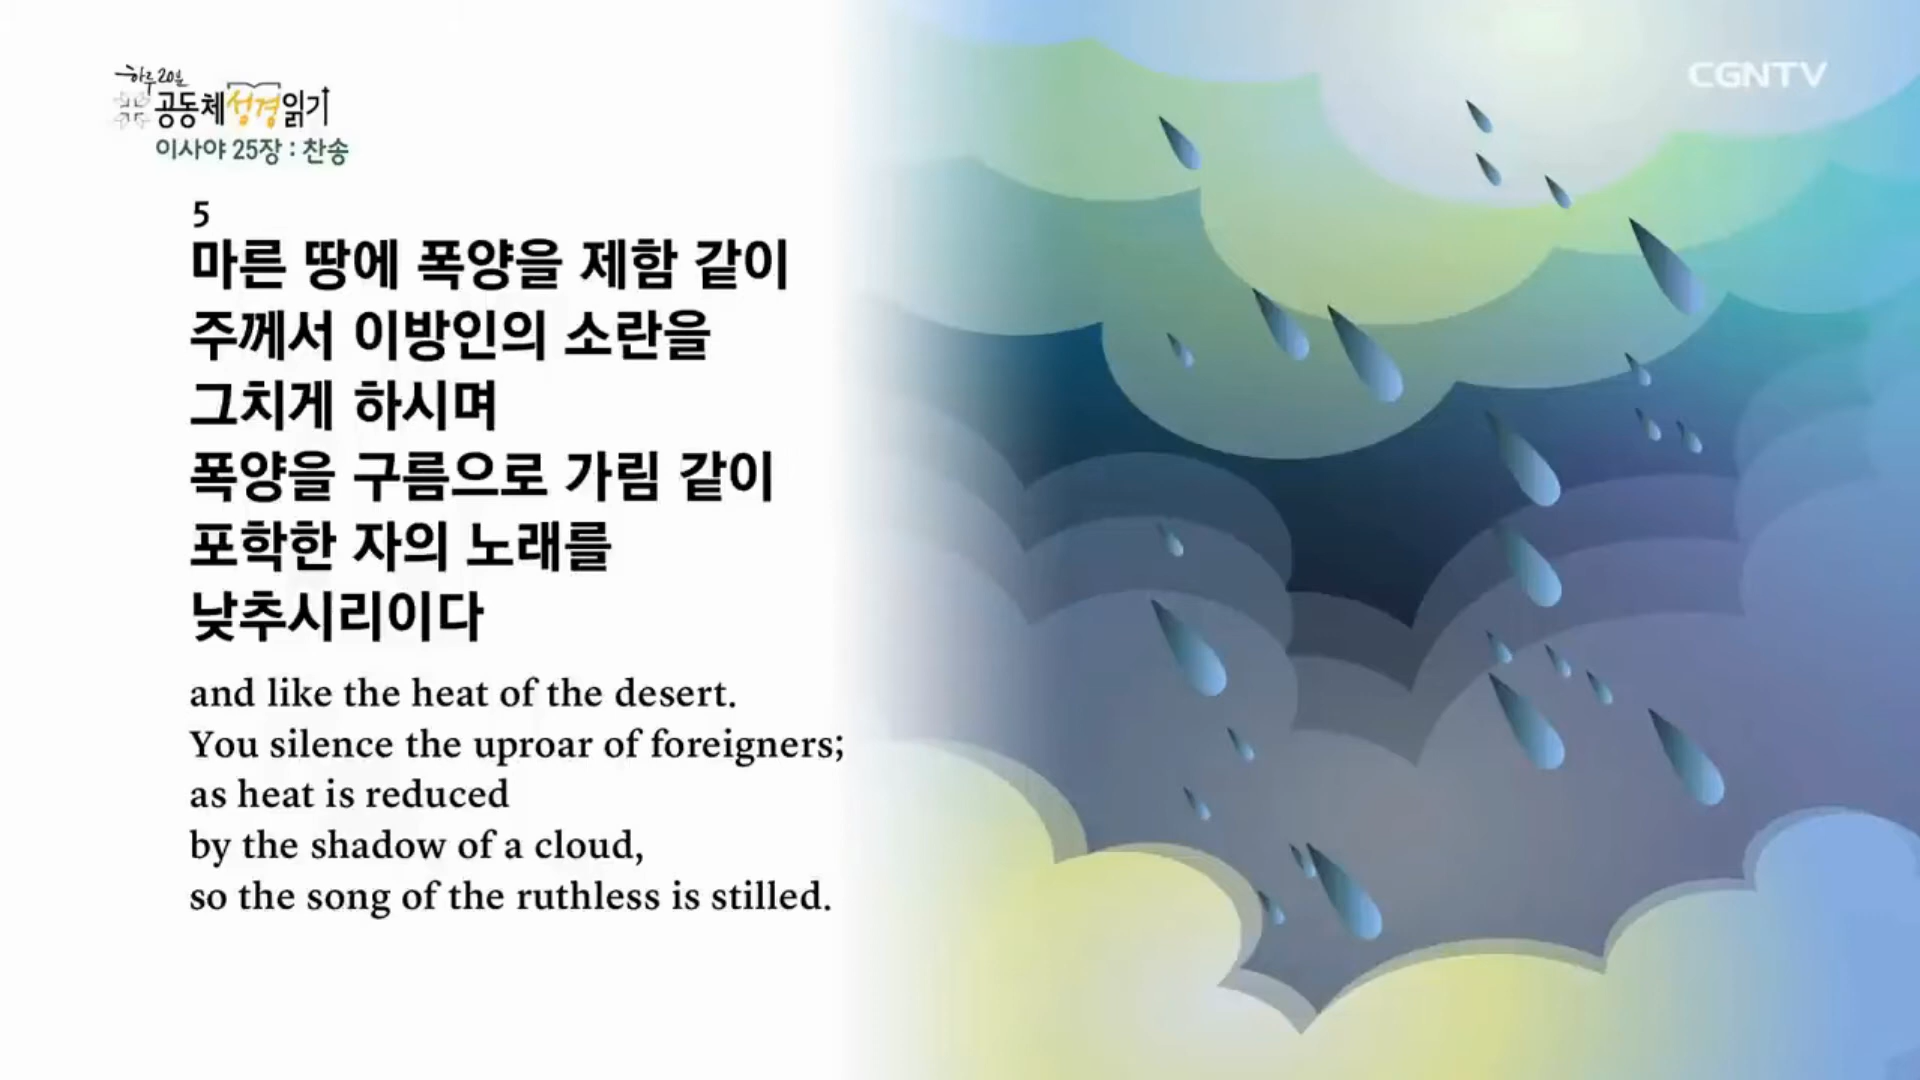 하루 20분
공동체성경읽기
이사야 25장 : 찬송
CGNTV
5
마른 땅에 폭양을 제함 같이
주께서 이방인의 소란을
그치게 하시며
폭양을 구름으로 가림 같이
포학한 자의 노래를
낮추시리이다
and like the heat of the desert.
You silence the uproar of foreigners;
as heat is reduced
by the shadow of a cloud,
so the song of the ruthless is stilled.